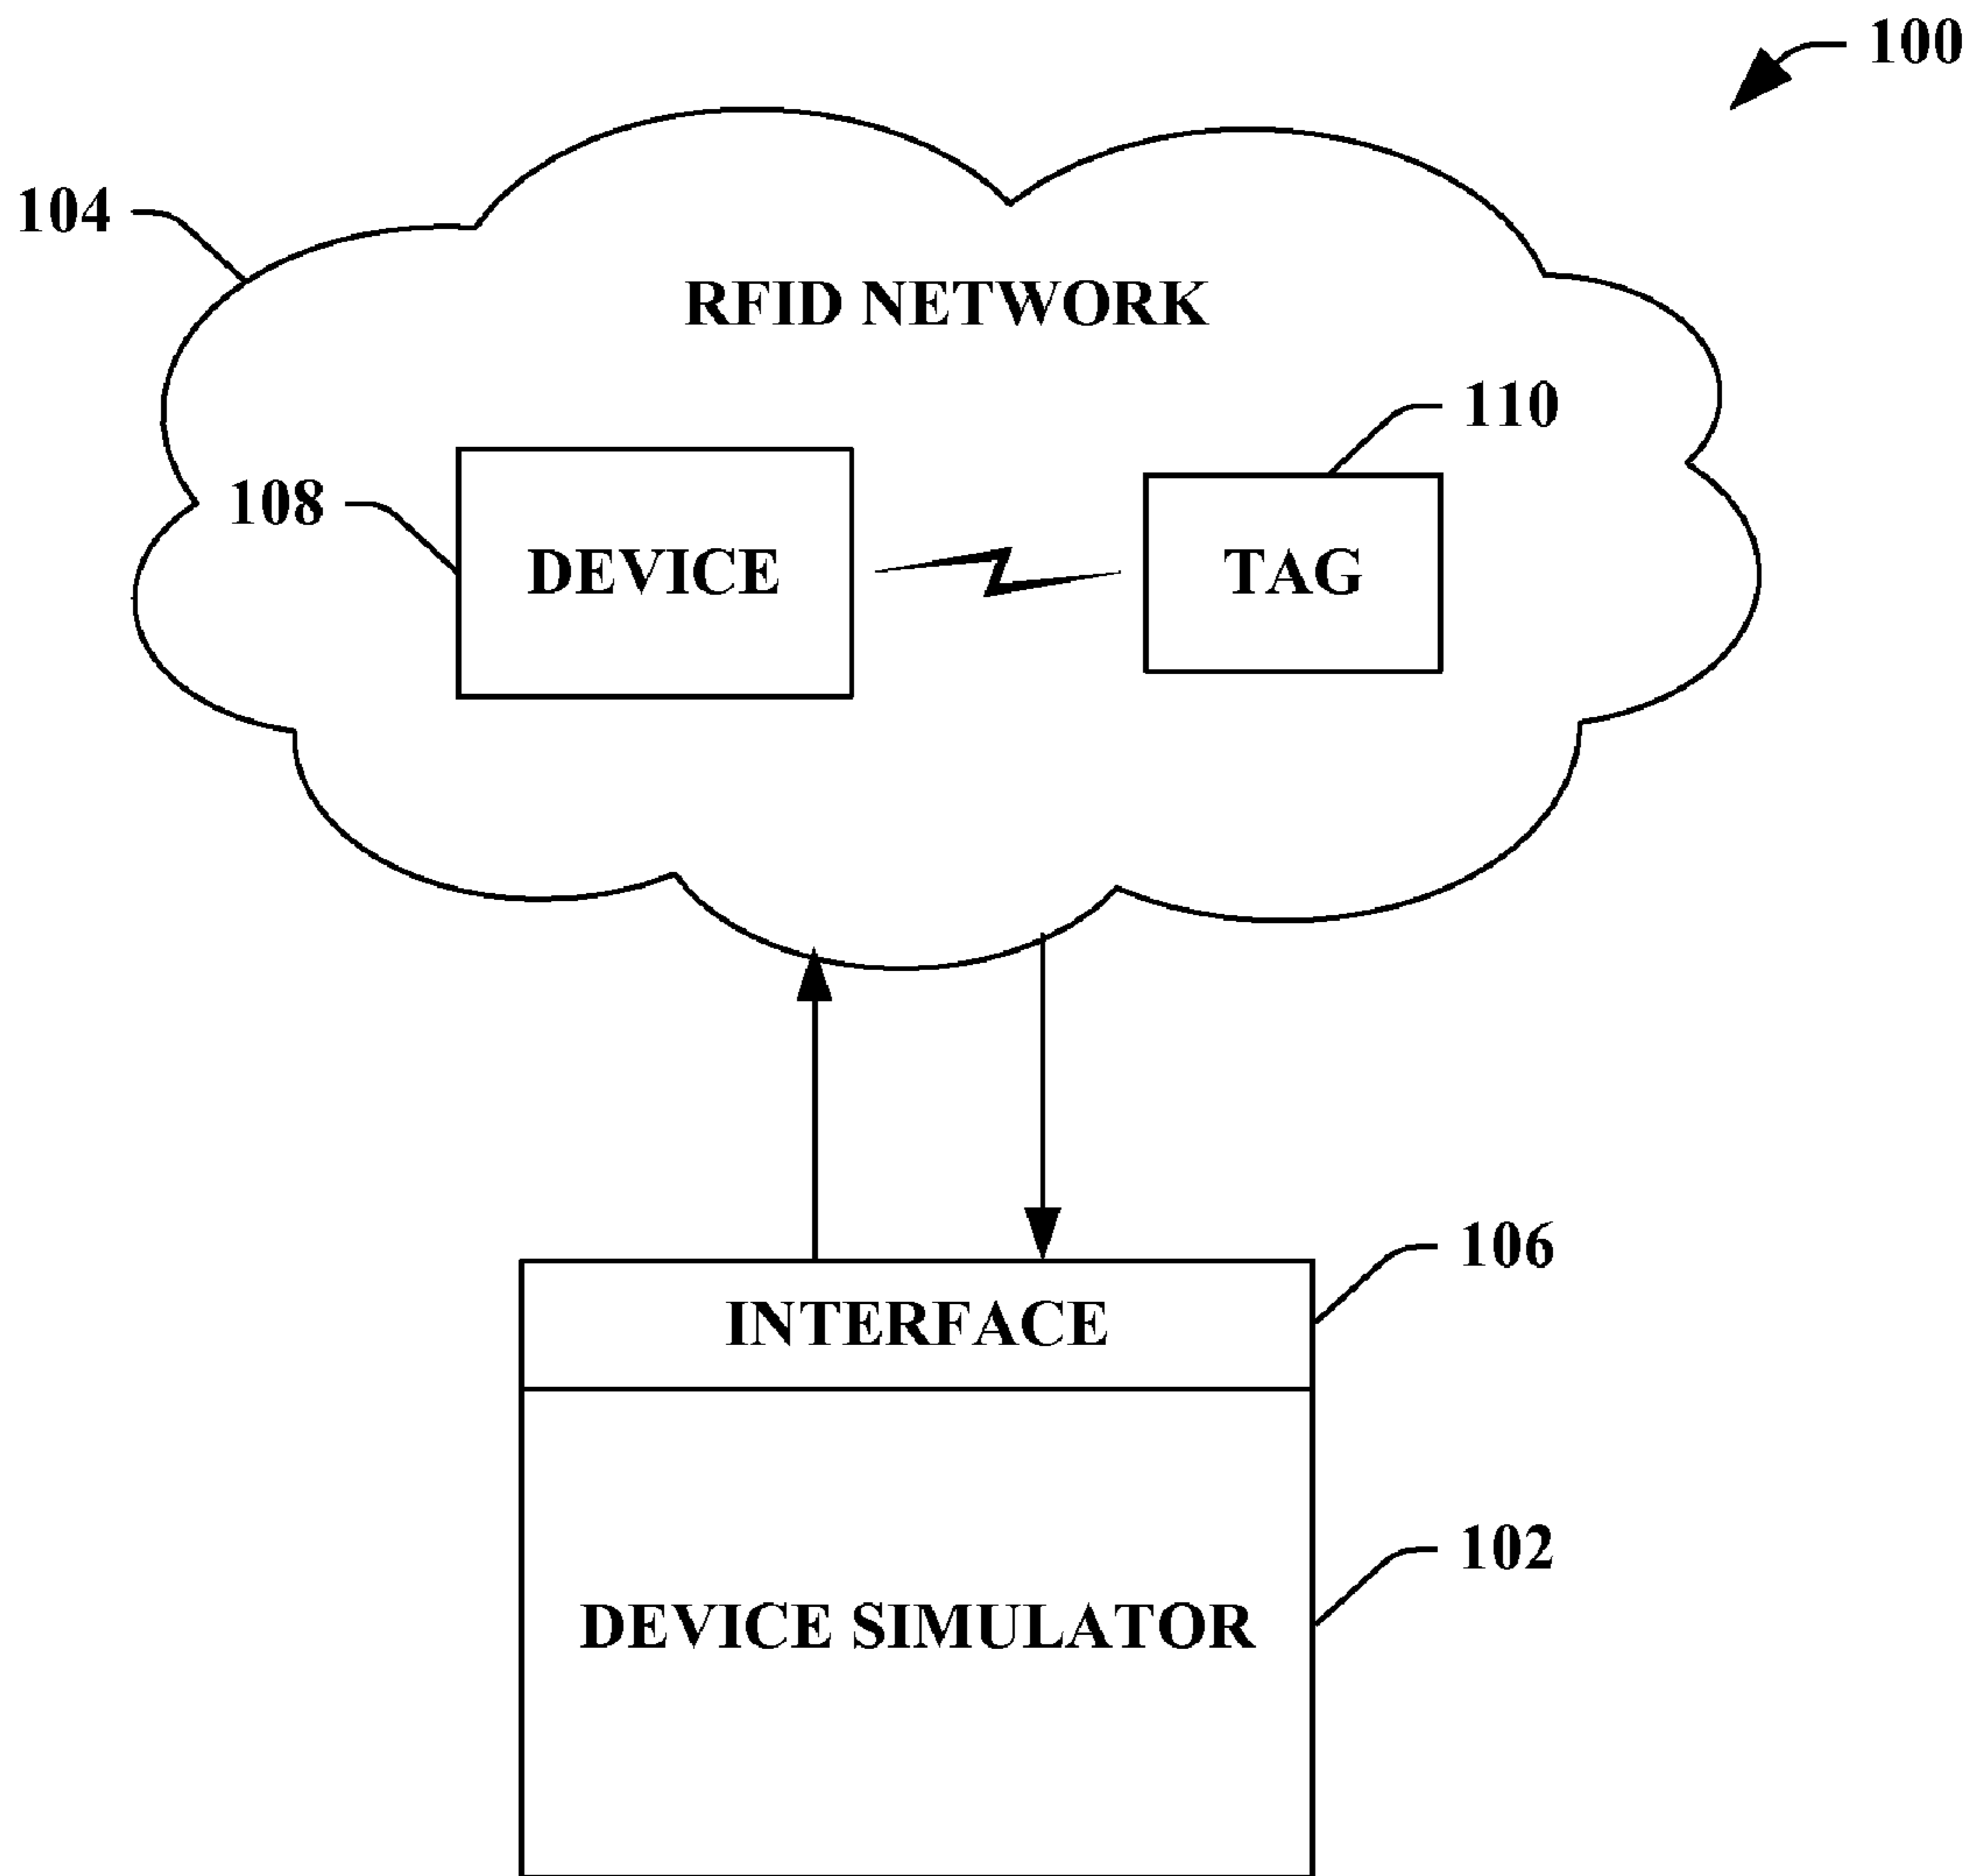 100
104
RFID NETWORK
110
108
DEVICE
TAG
106
INTERFACE
102
DEVICE SIMULATOR